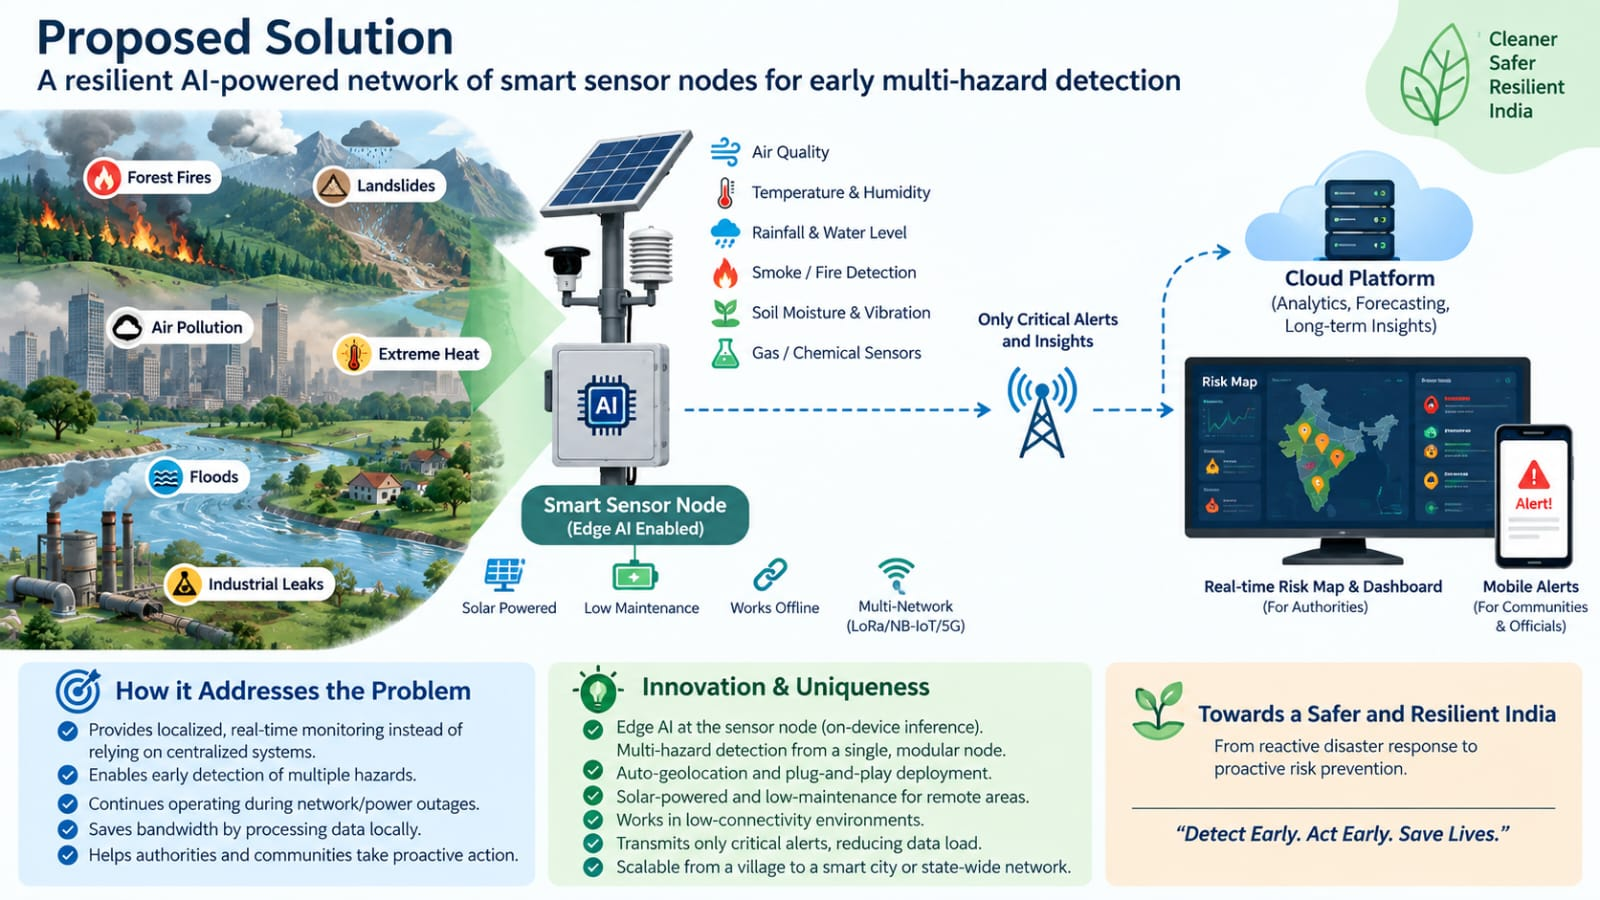 Proposed Solution
A resilient AI-powered network of smart sensor nodes for early multi-hazard detection
Cleaner
Safer
Resilient
India
Forest Fires
Landslides
Air Pollution
Extreme Heat
Floods
Industrial Leaks
Air Quality
Temperature & Humidity
Rainfall & Water Level
Smoke / Fire Detection
Soil Moisture & Vibration
Gas / Chemical Sensors
AI
Smart Sensor Node
(Edge AI Enabled)
Solar Powered
Low Maintenance
Works Offline
Multi-Network
(LoRa/NB-IoT/5G)
Only Critical Alerts
and Insights
Cloud Platform
(Analytics, Forecasting,
Long-term Insights)
Risk Map
Alert!
Real-time Risk Map & Dashboard
(For Authorities)
Mobile Alerts
(For Communities
& Officials)
How it Addresses the Problem
Provides localized, real-time monitoring instead of
relying on centralized systems.
Enables early detection of multiple hazards.
Continues operating during network/power outages.
Saves bandwidth by processing data locally.
Helps authorities and communities take proactive action.
Innovation & Uniqueness
Edge AI at the sensor node (on-device inference).
Multi-hazard detection from a single, modular node.
Auto-geolocation and plug-and-play deployment.
Solar-powered and low-maintenance for remote areas.
Works in low-connectivity environments.
Transmits only critical alerts, reducing data load.
Scalable from a village to a smart city or state-wide network.
Towards a Safer and Resilient India
From reactive disaster response to
proactive risk prevention.
“Detect Early. Act Early. Save Lives.”